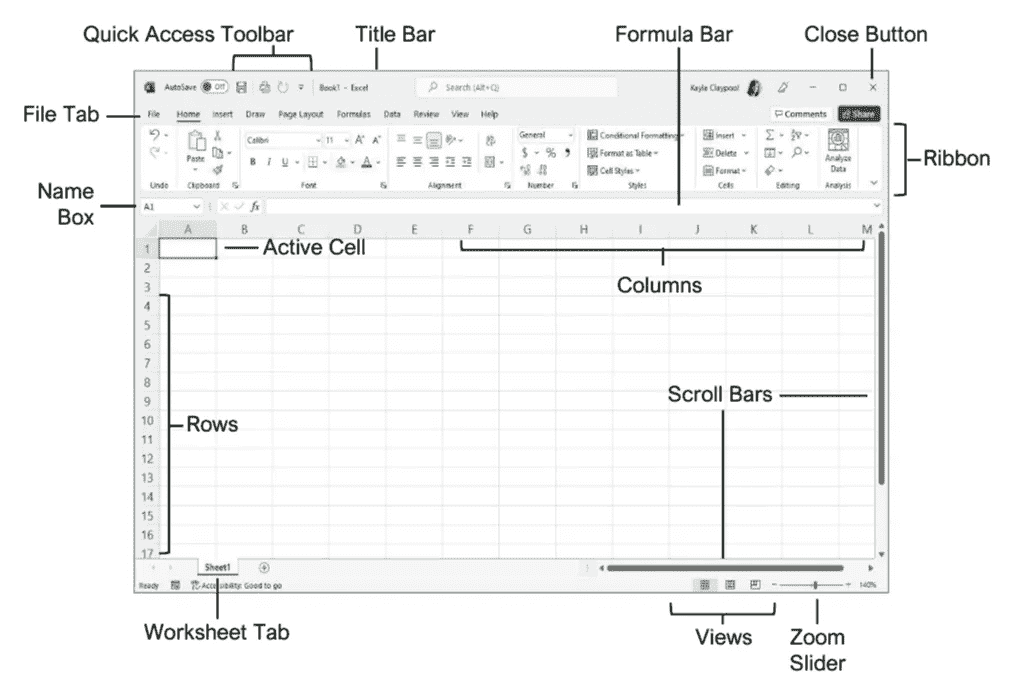 Quick Access Toolbar Title Bar Formula Bar Close Button
AutoSave Off Book1 - Excel Search (Alt+Q) Kayle Claypool
File Tab
File Home Insert Draw Page Layout Formulas Data Review View Help Comments Share
Calibri 11 General Conditional Formatting Insert
Paste B I U $ % Format as Table Delete Analyze
Data
Cell Styles Format
Ribbon
Undo Clipboard Font Alignment Number Styles Cells Editing Analysis
Name
Box
A1 fx
A B C D E F G H I J K L M
1 Active Cell
2
Columns
3
4
5
6
7
8
Scroll Bars
9
10 Rows
11
12
13
14
15
16
17
Sheet1
Ready Accessibility: Good to go 140%
Worksheet Tab Views Zoom
Slider